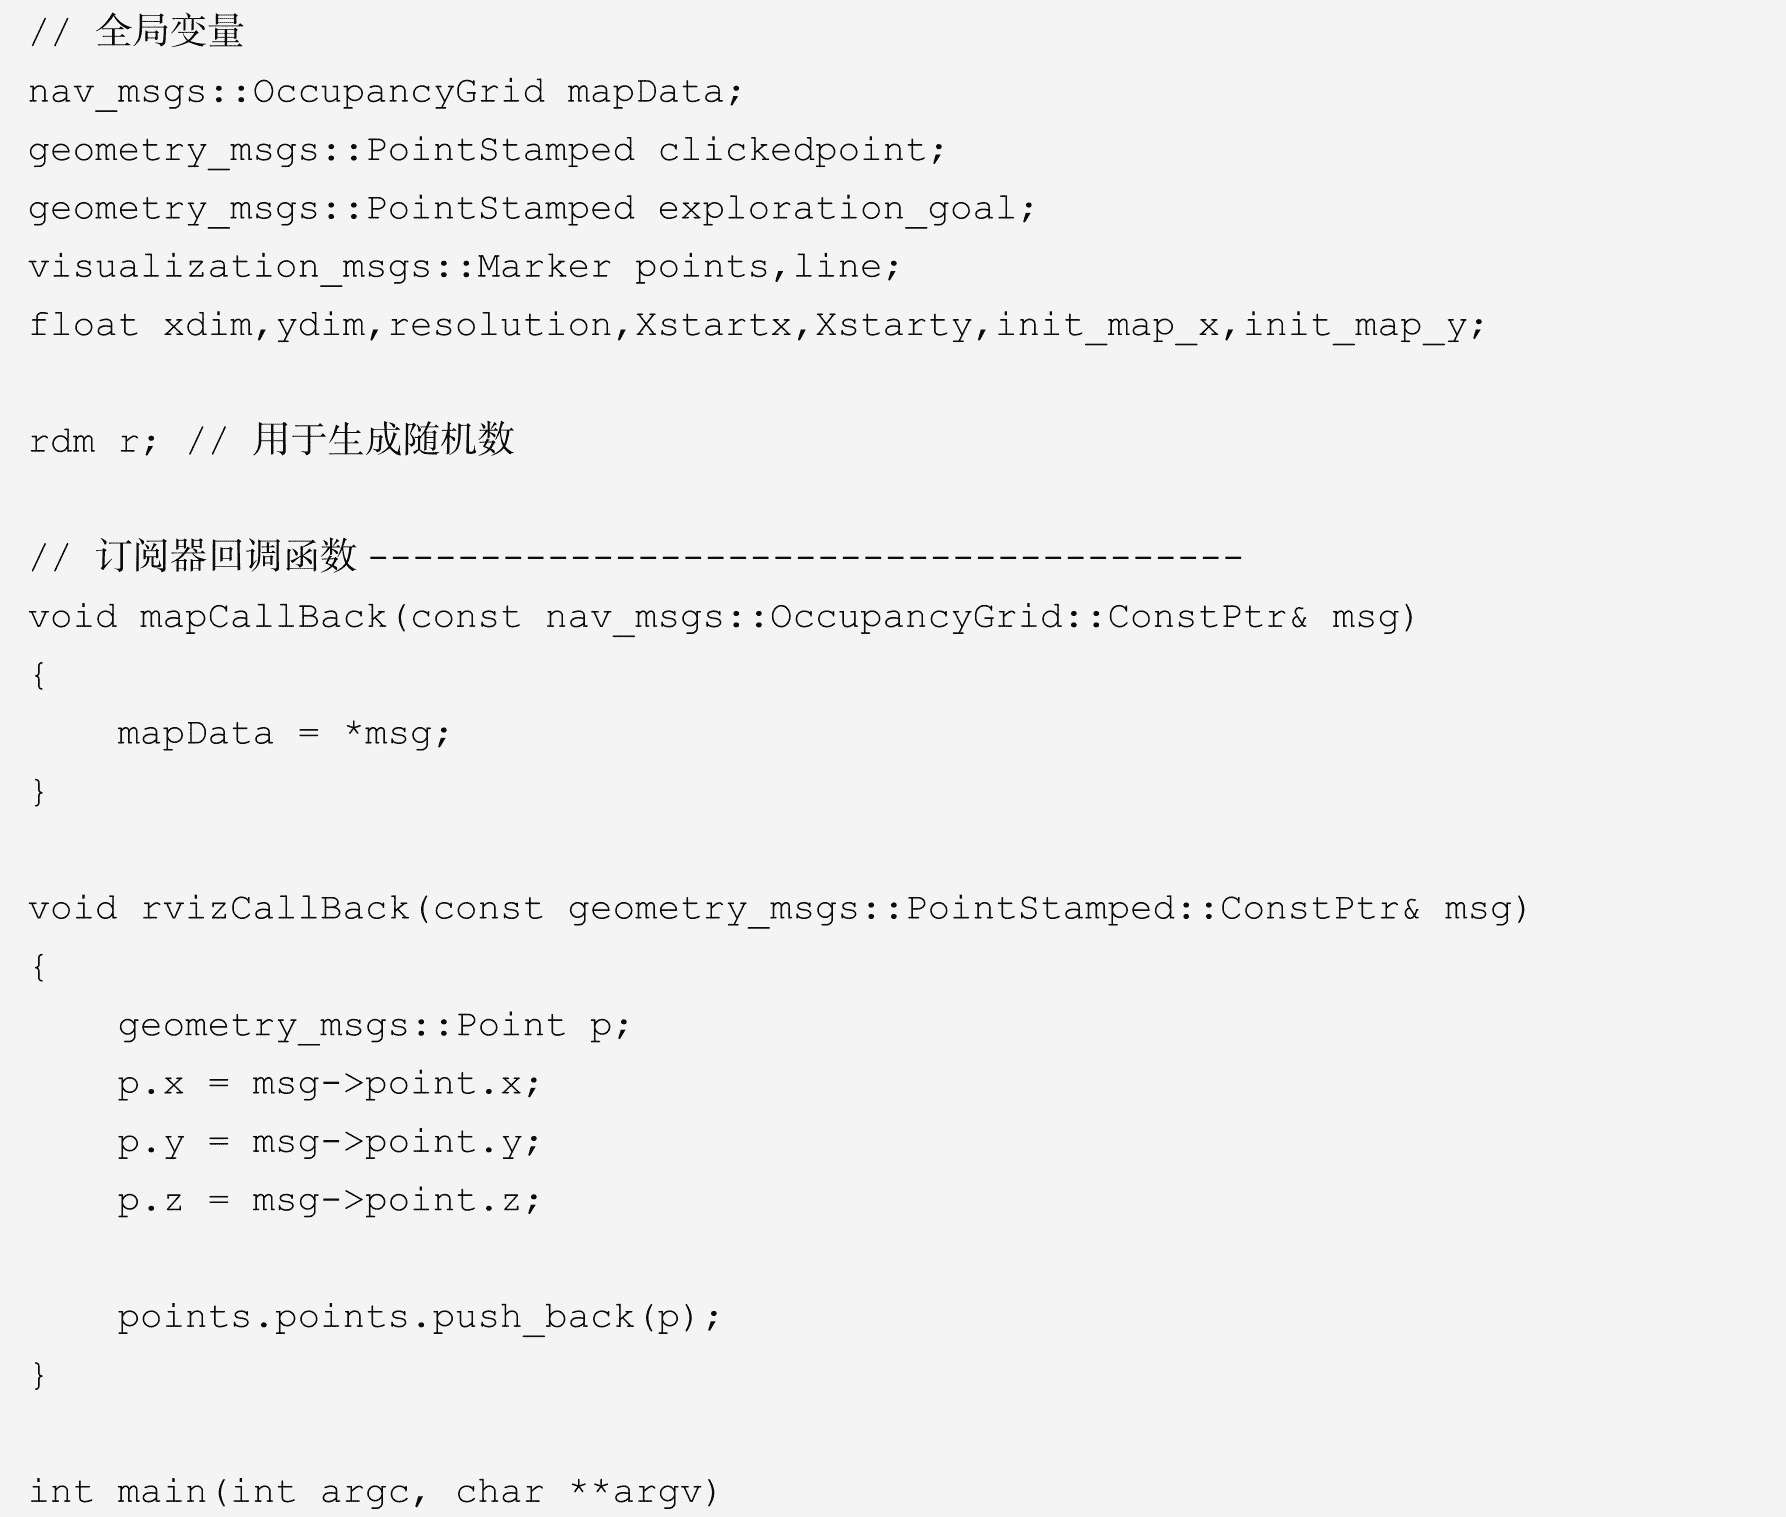 // 全局变量
nav_msgs::OccupancyGrid mapData;
geometry_msgs::PointStamped clickedpoint;
geometry_msgs::PointStamped exploration_goal;
visualization_msgs::Marker points,line;
float xdim,ydim,resolution,Xstartx,Xstarty,init_map_x,init_map_y;
rdm r; // 用于生成随机数
// 订阅器回调函数---------------------------------------
void mapCallBack(const nav_msgs::OccupancyGrid::ConstPtr& msg)
{
    mapData = *msg;
}
void rvizCallBack(const geometry_msgs::PointStamped::ConstPtr& msg)
{
    geometry_msgs::Point p;
    p.x = msg->point.x;
    p.y = msg->point.y;
    p.z = msg->point.z;
    points.points.push_back(p);
}
int main(int argc, char **argv)